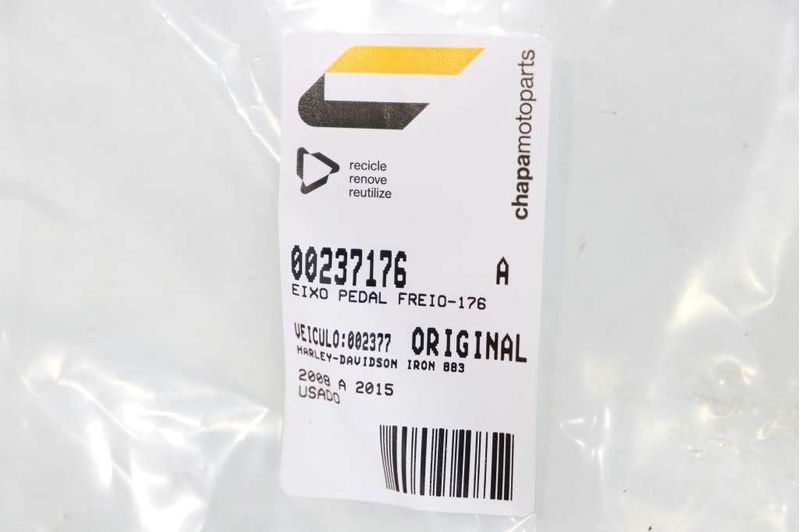 chapamotoparts
recicle
renove
reutilize
00237176 A
EIXO PEDAL FREIO-176
VEICULO:002377 ORIGINAL
HARLEY-DAVIDSON IRON 883
2008 A 2015
USADO